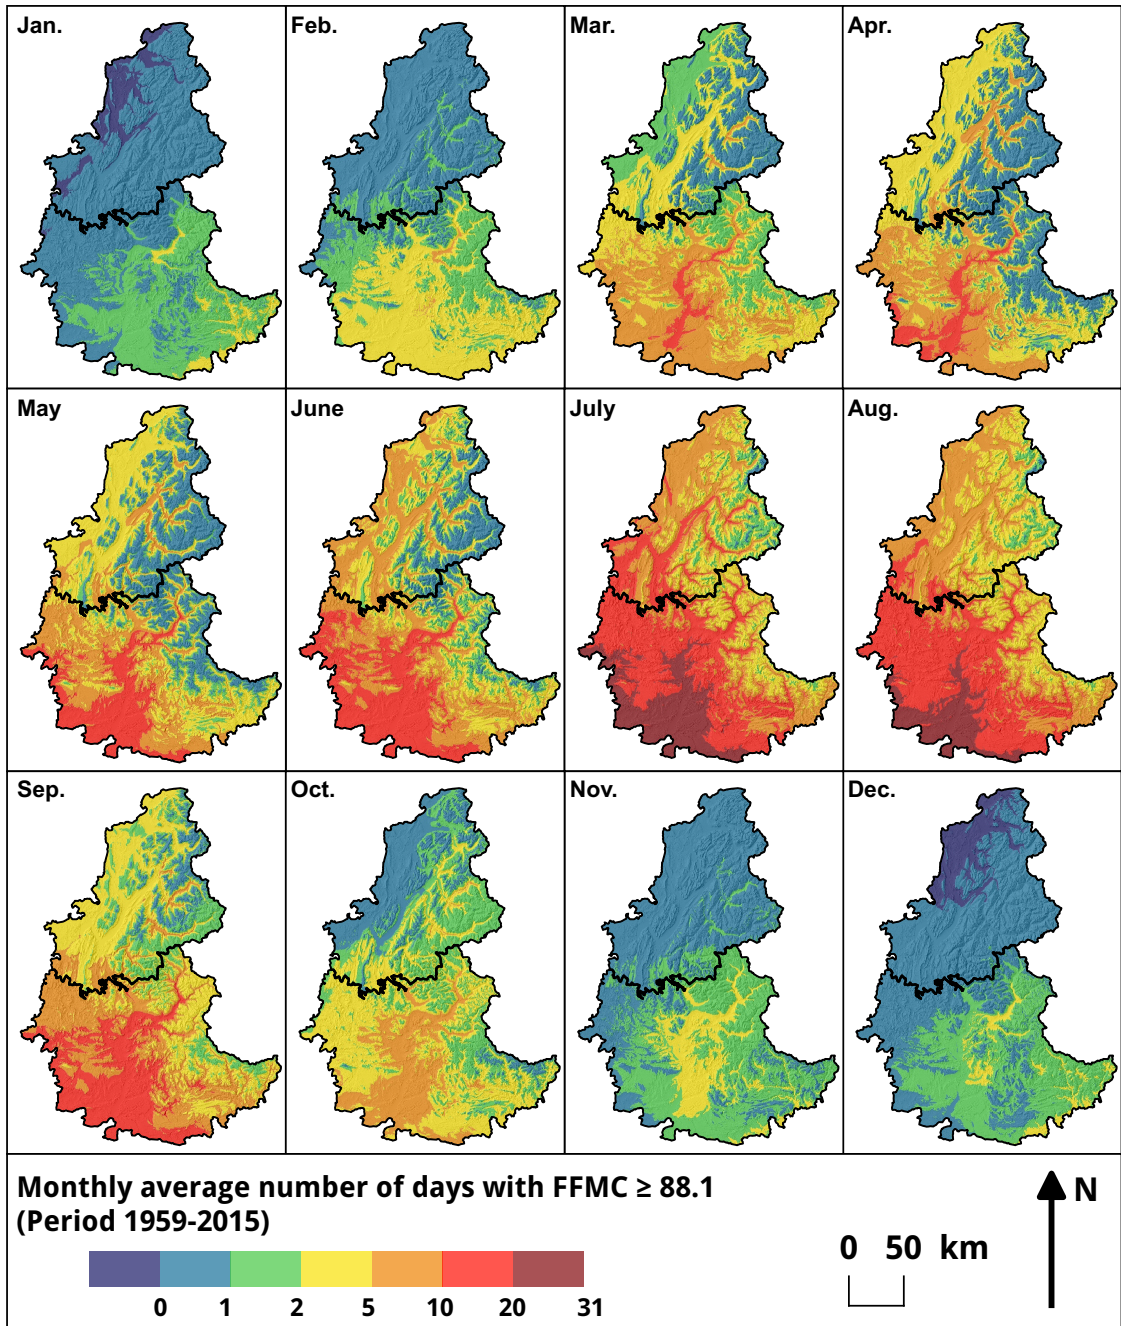 Jan.
Feb.
Mar.
Apr.
May
June
July
Aug.
Sep.
Oct.
Nov.
Dec.
Monthly average number of days with FFMC ≥ 88.1
(Period 1959-2015)
N
0 50 km
0 1 2 5 10 20 31